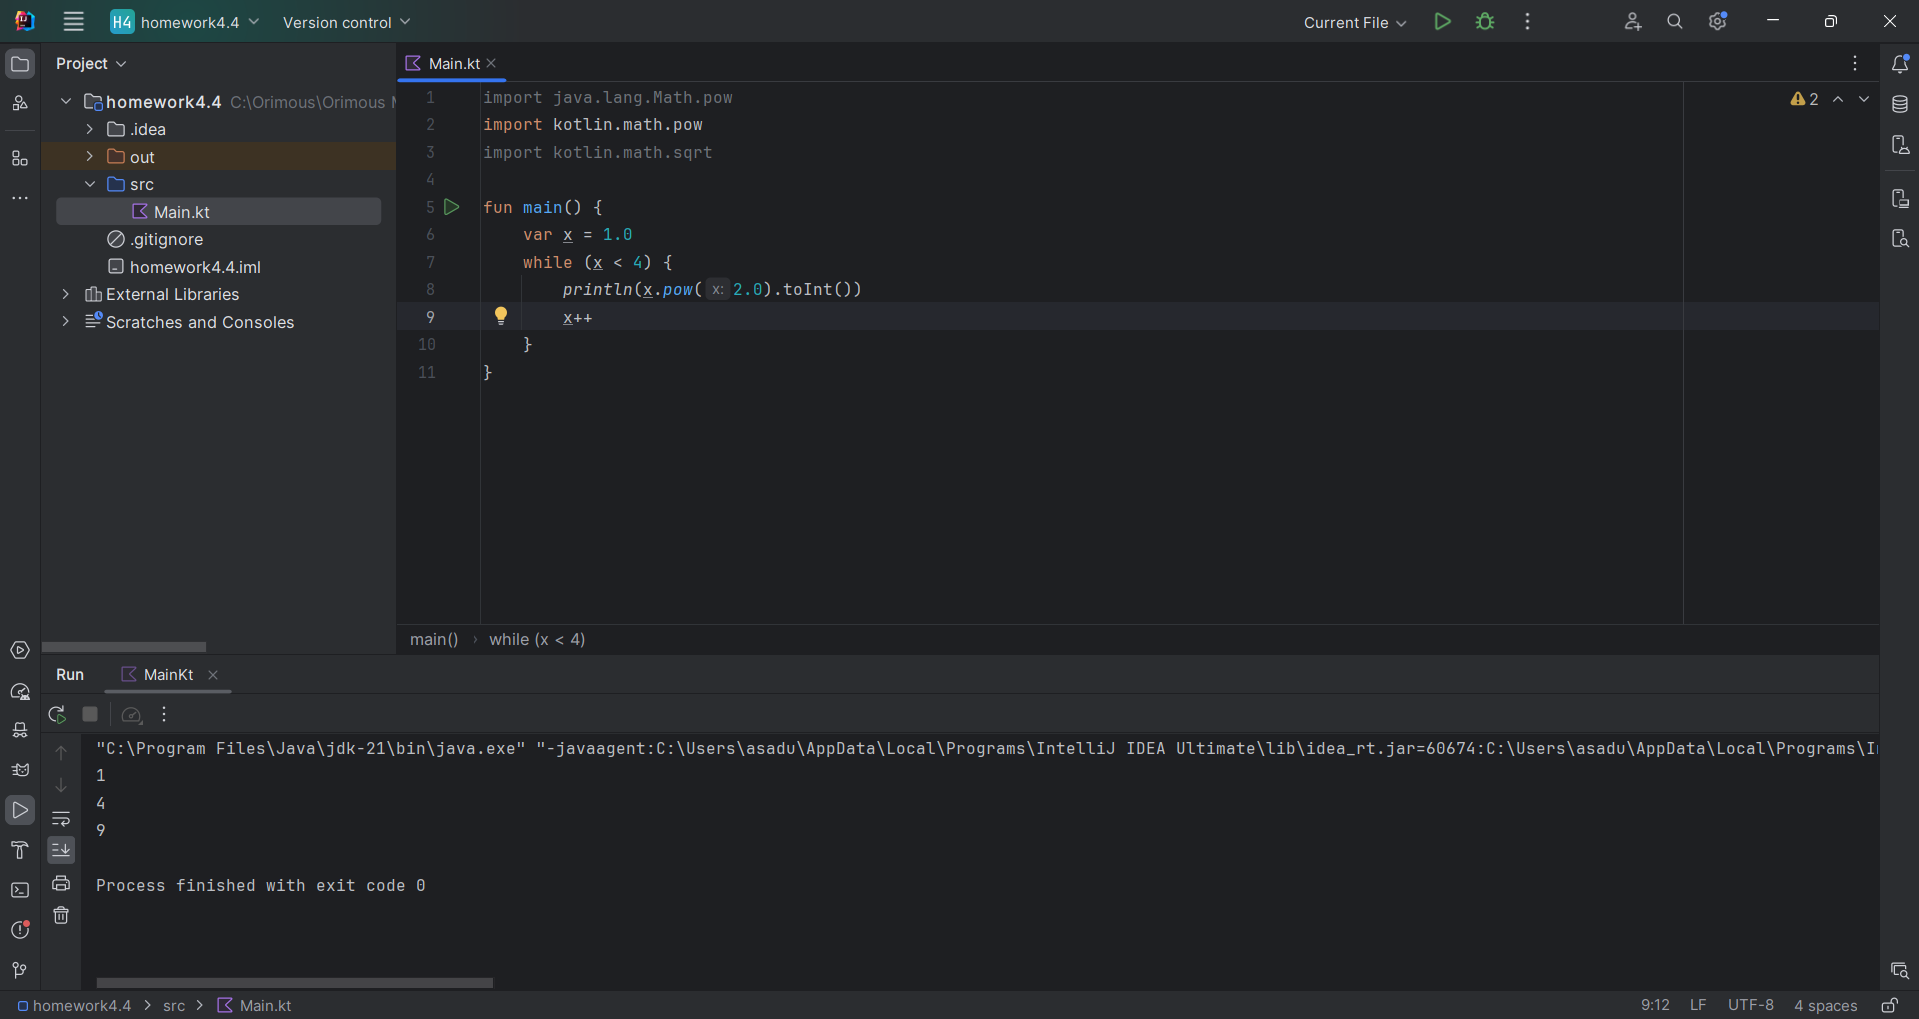 H4 homework4.4 Version control Current File
Project
homework4.4 C:\Orimous\Orimous
.idea
out
src
Main.kt
.gitignore
homework4.4.iml
External Libraries
Scratches and Consoles
Main.kt
2
1 import java.lang.Math.pow
2 import kotlin.math.pow
3 import kotlin.math.sqrt
4
5 fun main() {
6 var x = 1.0
7 while (x < 4) {
8 println(x.pow( x: 2.0).toInt())
9 x++
10 }
11 }
main() › while (x < 4)
Run MainKt
"C:\Program Files\Java\jdk-21\bin\java.exe" "-javaagent:C:\Users\asadu\AppData\Local\Programs\IntelliJ IDEA Ultimate\lib\idea_rt.jar=60674:C:\Users\asadu\AppData\Local\Programs\
1
4
9
Process finished with exit code 0
homework4.4 > src > Main.kt 9:12 LF UTF-8 4 spaces